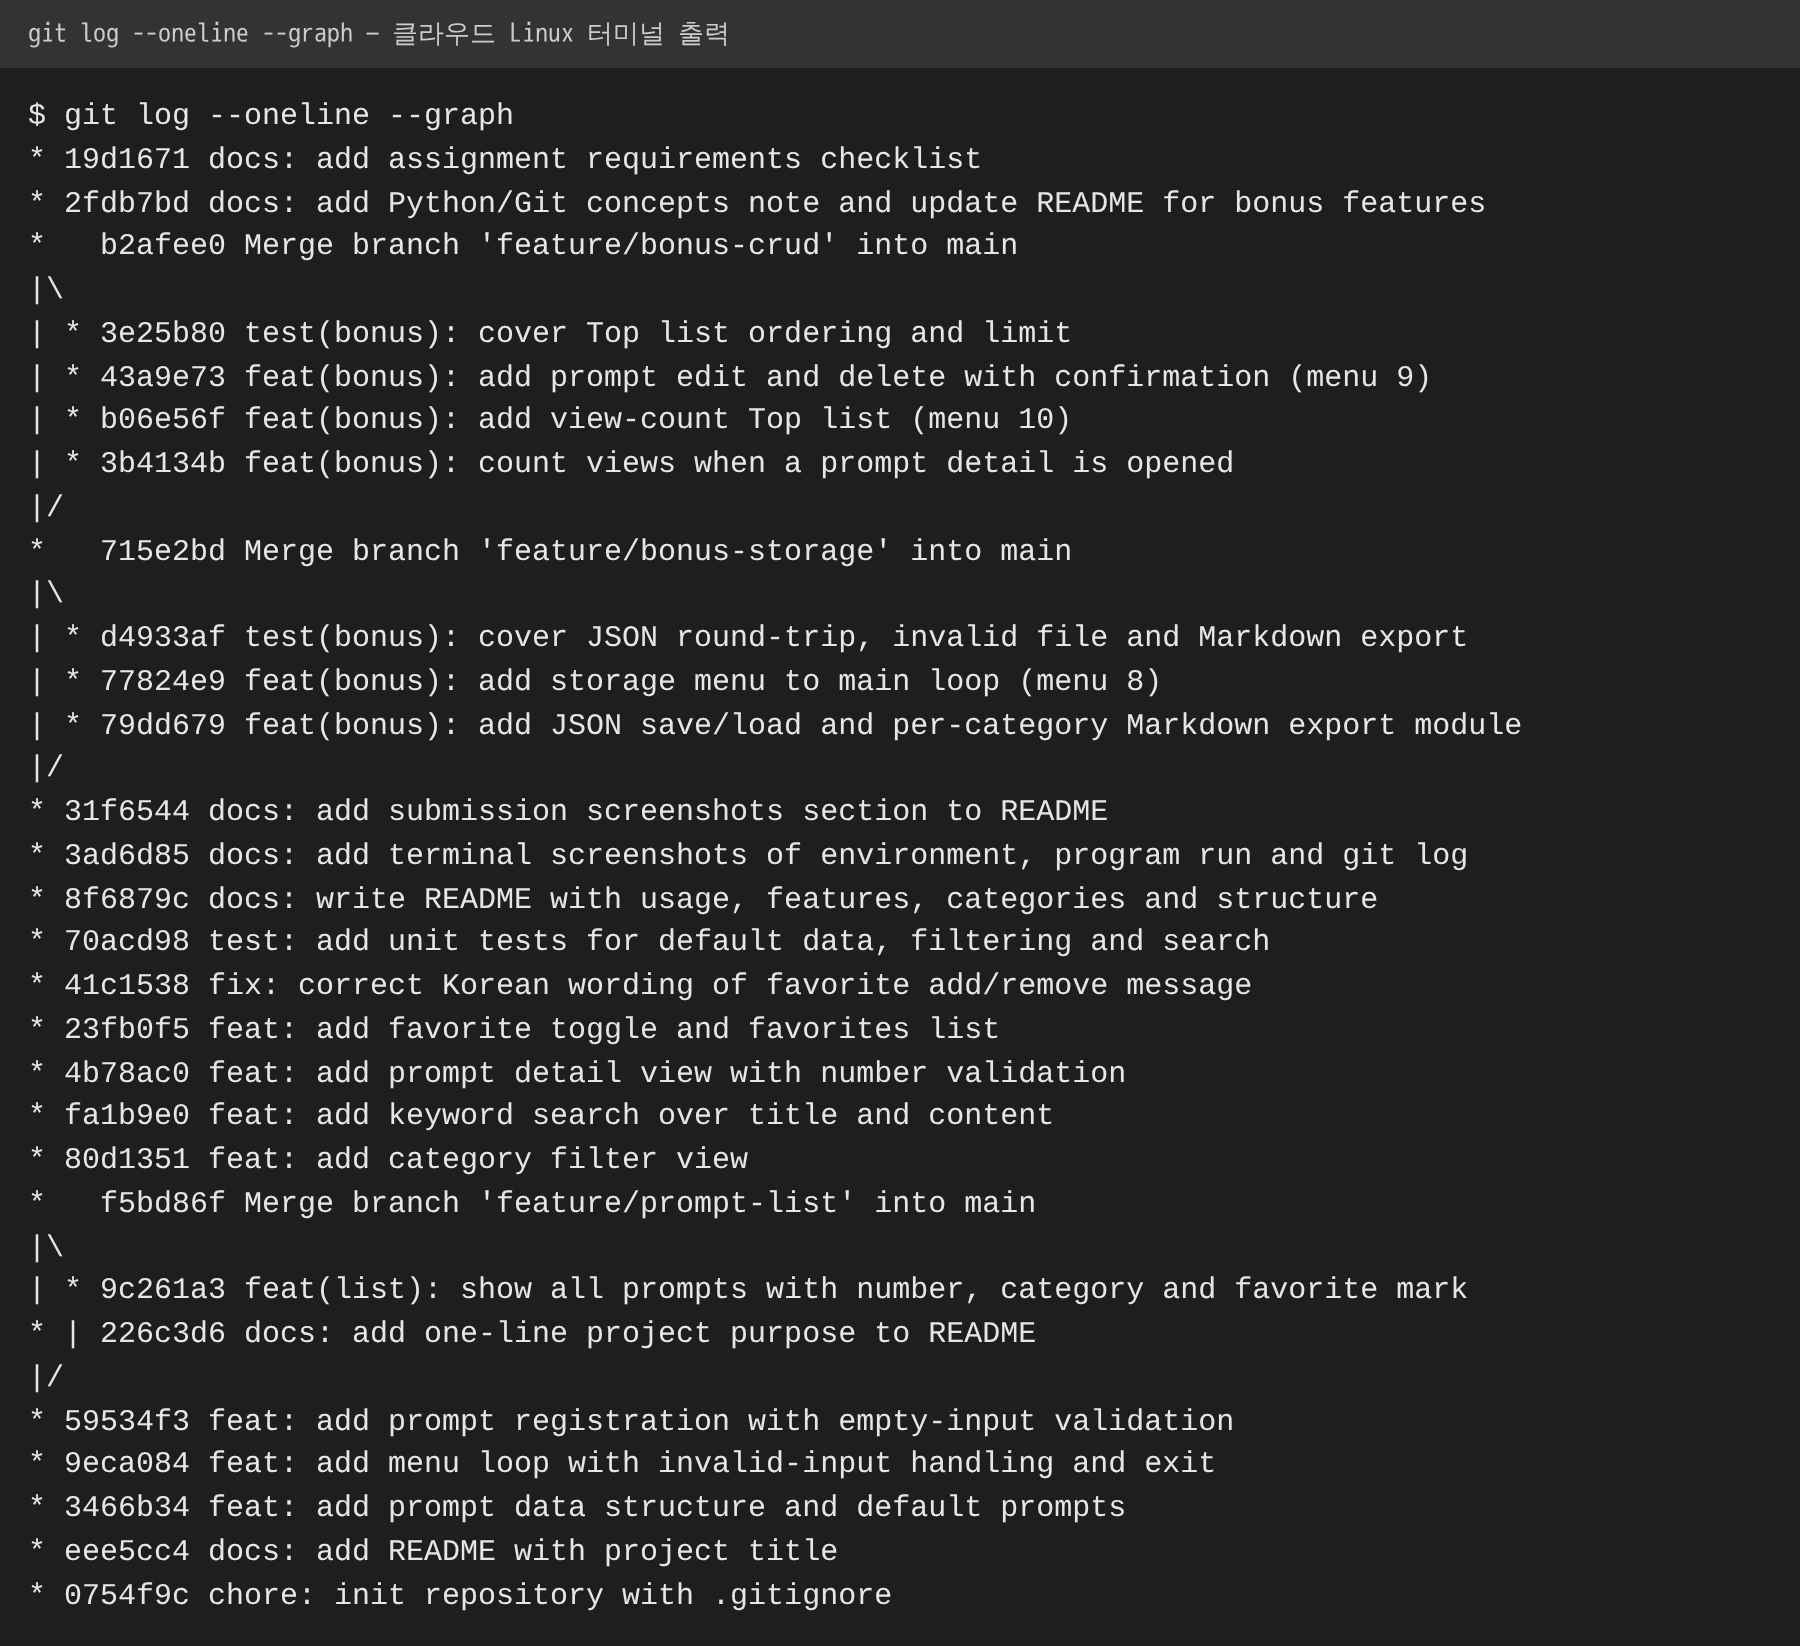 git log --oneline --graph — 클라우드 Linux 터미널 출력
$ git log --oneline --graph
* 19d1671 docs: add assignment requirements checklist
* 2fdb7bd docs: add Python/Git concepts note and update README for bonus features
*   b2afee0 Merge branch 'feature/bonus-crud' into main
|\
| * 3e25b80 test(bonus): cover Top list ordering and limit
| * 43a9e73 feat(bonus): add prompt edit and delete with confirmation (menu 9)
| * b06e56f feat(bonus): add view-count Top list (menu 10)
| * 3b4134b feat(bonus): count views when a prompt detail is opened
|/
*   715e2bd Merge branch 'feature/bonus-storage' into main
|\
| * d4933af test(bonus): cover JSON round-trip, invalid file and Markdown export
| * 77824e9 feat(bonus): add storage menu to main loop (menu 8)
| * 79dd679 feat(bonus): add JSON save/load and per-category Markdown export module
|/
* 31f6544 docs: add submission screenshots section to README
* 3ad6d85 docs: add terminal screenshots of environment, program run and git log
* 8f6879c docs: write README with usage, features, categories and structure
* 70acd98 test: add unit tests for default data, filtering and search
* 41c1538 fix: correct Korean wording of favorite add/remove message
* 23fb0f5 feat: add favorite toggle and favorites list
* 4b78ac0 feat: add prompt detail view with number validation
* fa1b9e0 feat: add keyword search over title and content
* 80d1351 feat: add category filter view
*   f5bd86f Merge branch 'feature/prompt-list' into main
|\
| * 9c261a3 feat(list): show all prompts with number, category and favorite mark
* | 226c3d6 docs: add one-line project purpose to README
|/
* 59534f3 feat: add prompt registration with empty-input validation
* 9eca084 feat: add menu loop with invalid-input handling and exit
* 3466b34 feat: add prompt data structure and default prompts
* eee5cc4 docs: add README with project title
* 0754f9c chore: init repository with .gitignore